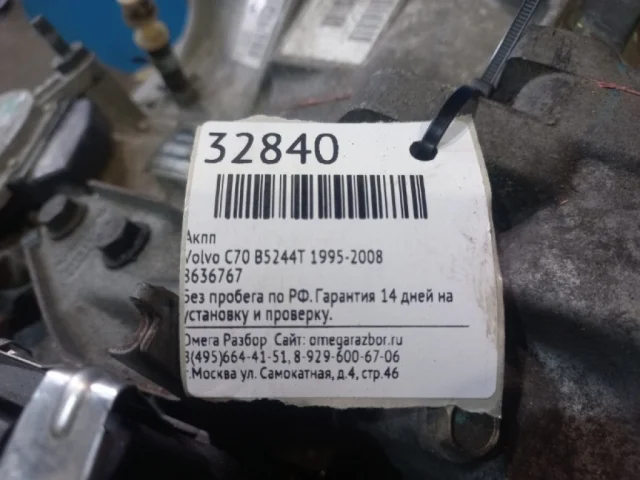 32840
Акпп
Volvo C70 B5244T 1995-2008
8636767
Без пробега по РФ. Гарантия 14 дней на
установку и проверку.
Омега Разбор Сайт: omegarazbor.ru
8(495)664-41-51, 8-929-600-67-06
г.Москва ул. Самокатная, д.4, стр.46